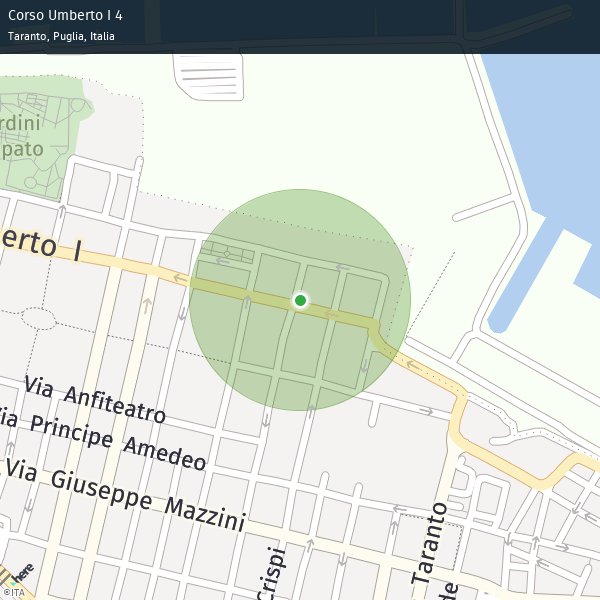 Corso Umberto I 4
Taranto, Puglia, Italia
rdini
pato
erto I
Via Anfiteatro
ia Principe Amedeo
Via Giuseppe Mazzini
Crispi
Taranto
de
here
©ITA